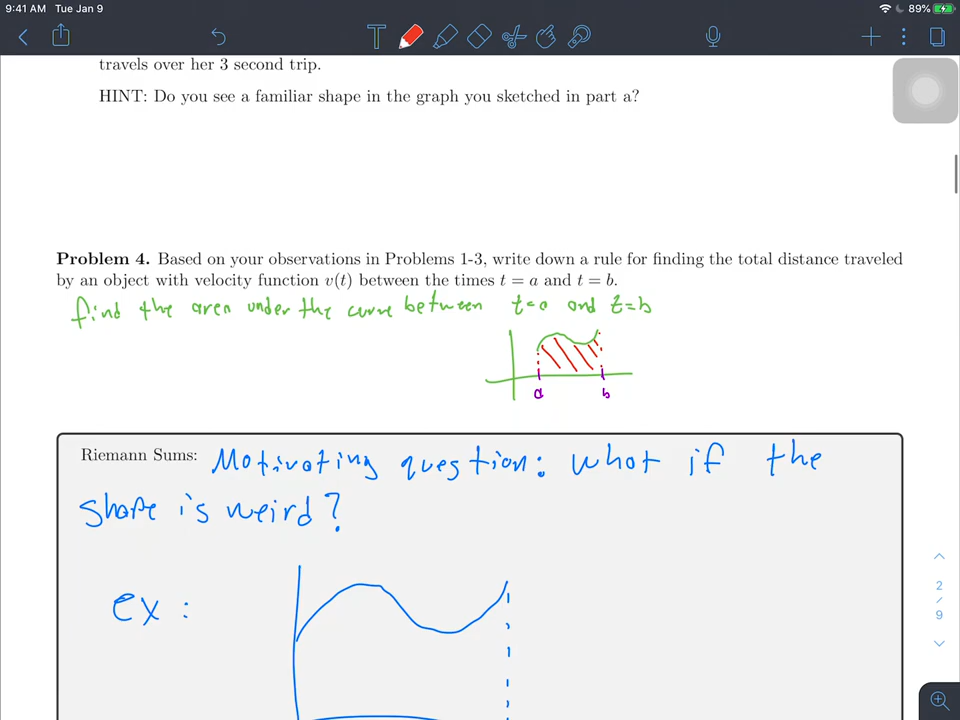 9:41 AM Tue Jan 9
89%
travels over her 3 second trip.
HINT: Do you see a familiar shape in the graph you sketched in part a?
Problem 4. Based on your observations in Problems 1-3, write down a rule for finding the total distance traveled
by an object with velocity function v(t) between the times t = a and t = b.
find the area under the curve between t=a and t=b
a b
Riemann Sums: Motivating question: what if the
shape is weird?
ex:
2
/
9